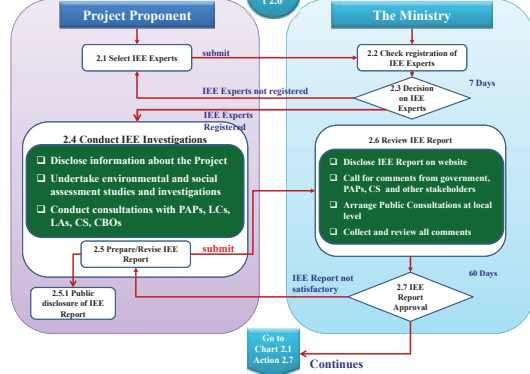 t 2.0
Project Proponent
The Ministry
2.1 Select IEE Experts
submit
2.2 Check registration of
IEE Experts
IEE Experts not registered
2.3 Decision
on IEE
Experts
7 Days
IEE Experts
Registered
2.4 Conduct IEE Investigations
❑ Disclose information about the Project
❑ Undertake environmental and social
assessment studies and investigations
❑ Conduct consultations with PAPs, LCs,
LAs, CS, CBOs
2.5 Prepare/Revise IEE
Report
submit
2.5.1 Public
disclosure of IEE
Report
2.6 Review IEE Report
❑ Disclose IEE Report on website
❑ Call for comments from government,
PAPs, CS and other stakeholders
❑ Arrange Public Consultations at local
level
❑ Collect and review all comments
IEE Report not
satisfactory
60 Days
2.7 IEE
Report
Approval
Go to
Chart 2.1
Action 2.7
Continues